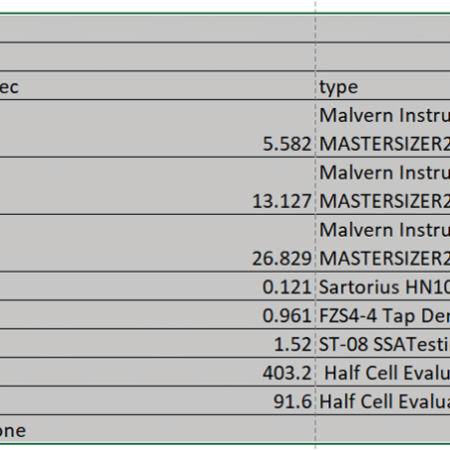 ec type
Malvern Instru
5.582 MASTERSIZER2
Malvern Instru
13.127 MASTERSIZER2
Malvern Instru
26.829 MASTERSIZER2
0.121 Sartorius HN10
0.961 FZS4-4 Tap Der
1.52 ST-08 SSATesti
403.2 Half Cell Evalu
91.6 Half Cell Evalua
one